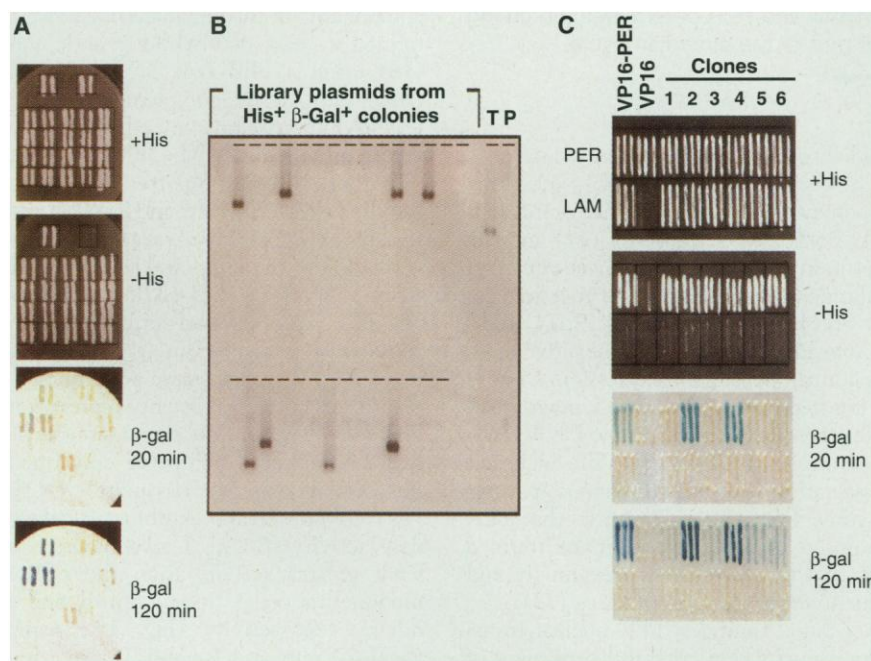 A
+His
-His
β-gal
20 min
β-gal
120 min
B
Library plasmids from
His+ β-Gal+ colonies
T P
C
VP16-PER
VP16
Clones
1 2 3 4 5 6
PER
LAM
+His
-His
β-gal
20 min
β-gal
120 min